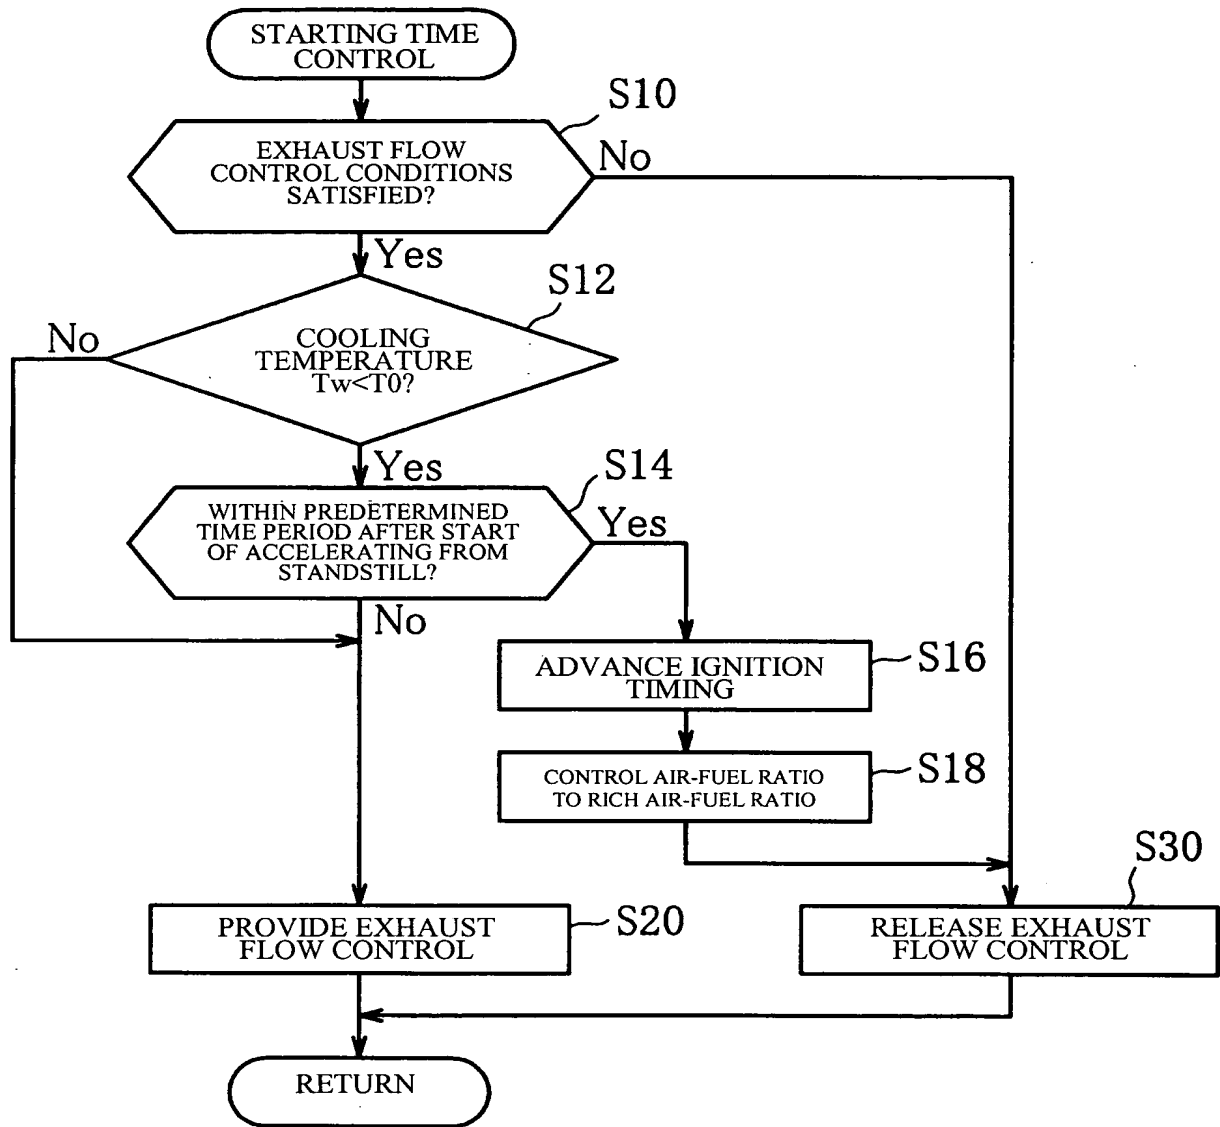 STARTING TIME
CONTROL
S10
EXHAUST FLOW
CONTROL CONDITIONS
SATISFIED?
No
Yes
S12
No
COOLING
TEMPERATURE
Tw<T0?
Yes
S14
WITHIN PREDETERMINED
TIME PERIOD AFTER START
OF ACCELERATING FROM
STANDSTILL?
Yes
No
S16
ADVANCE IGNITION
TIMING
S18
CONTROL AIR-FUEL RATIO
TO RICH AIR-FUEL RATIO
S30
PROVIDE EXHAUST
FLOW CONTROL
S20
RELEASE EXHAUST
FLOW CONTROL
RETURN